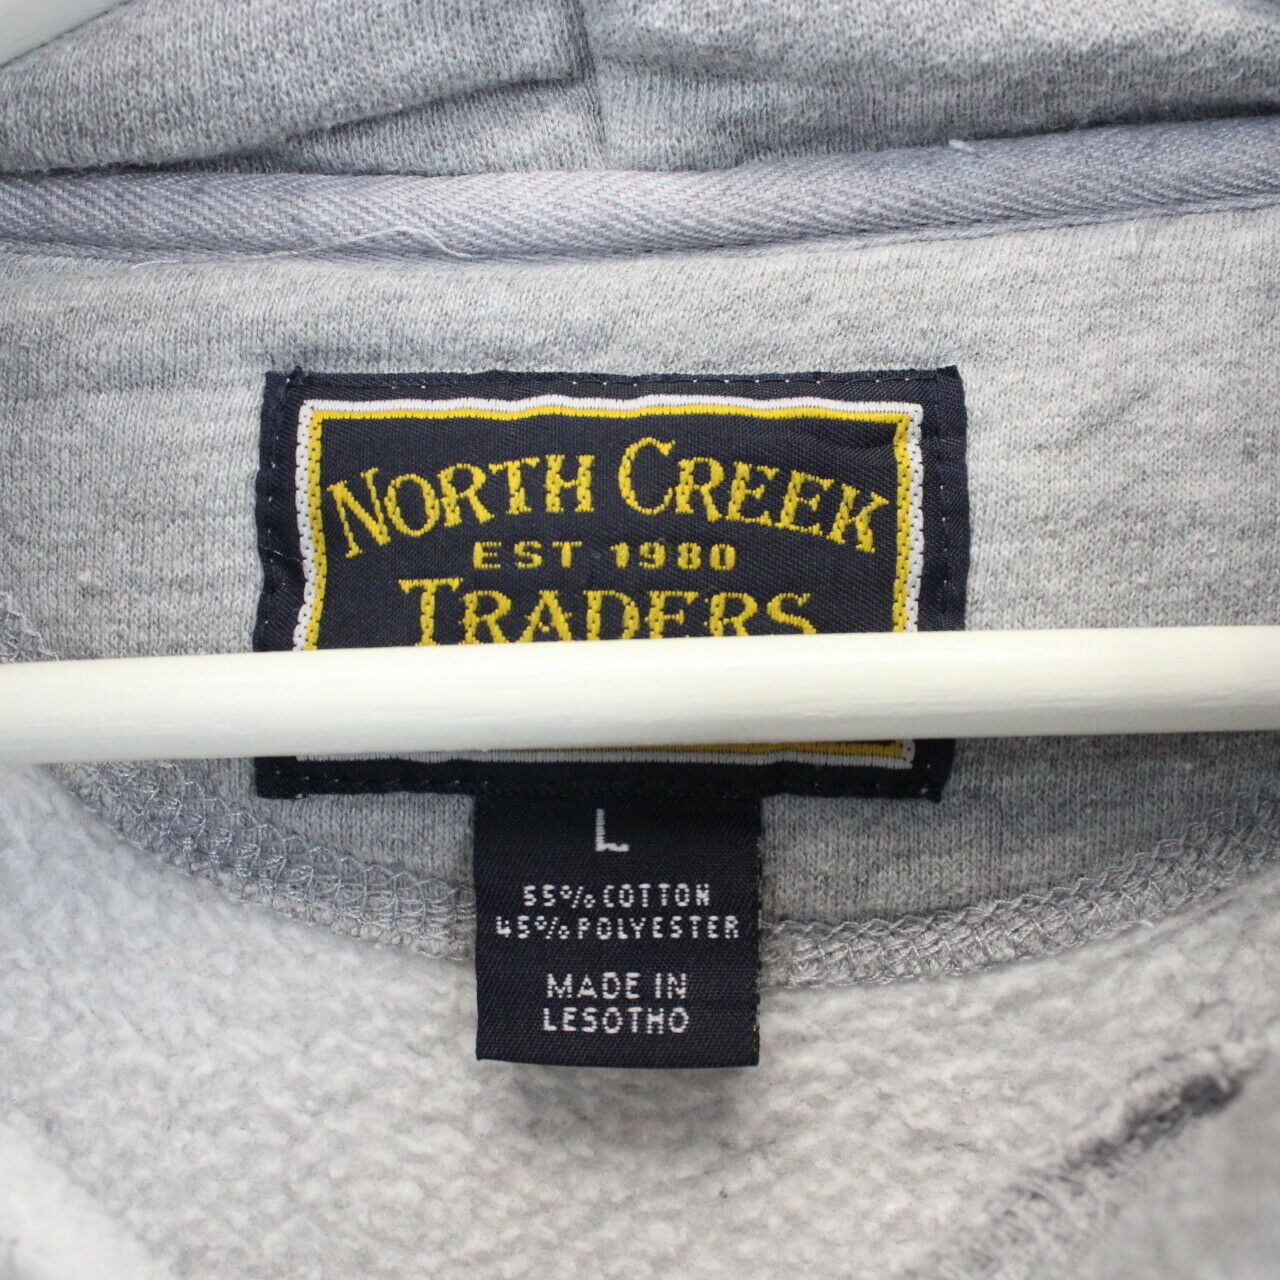 NORTH CREEK
EST 1980
TRADERS
L
55% COTTON
45% POLYESTER
MADE IN
LESOTHO